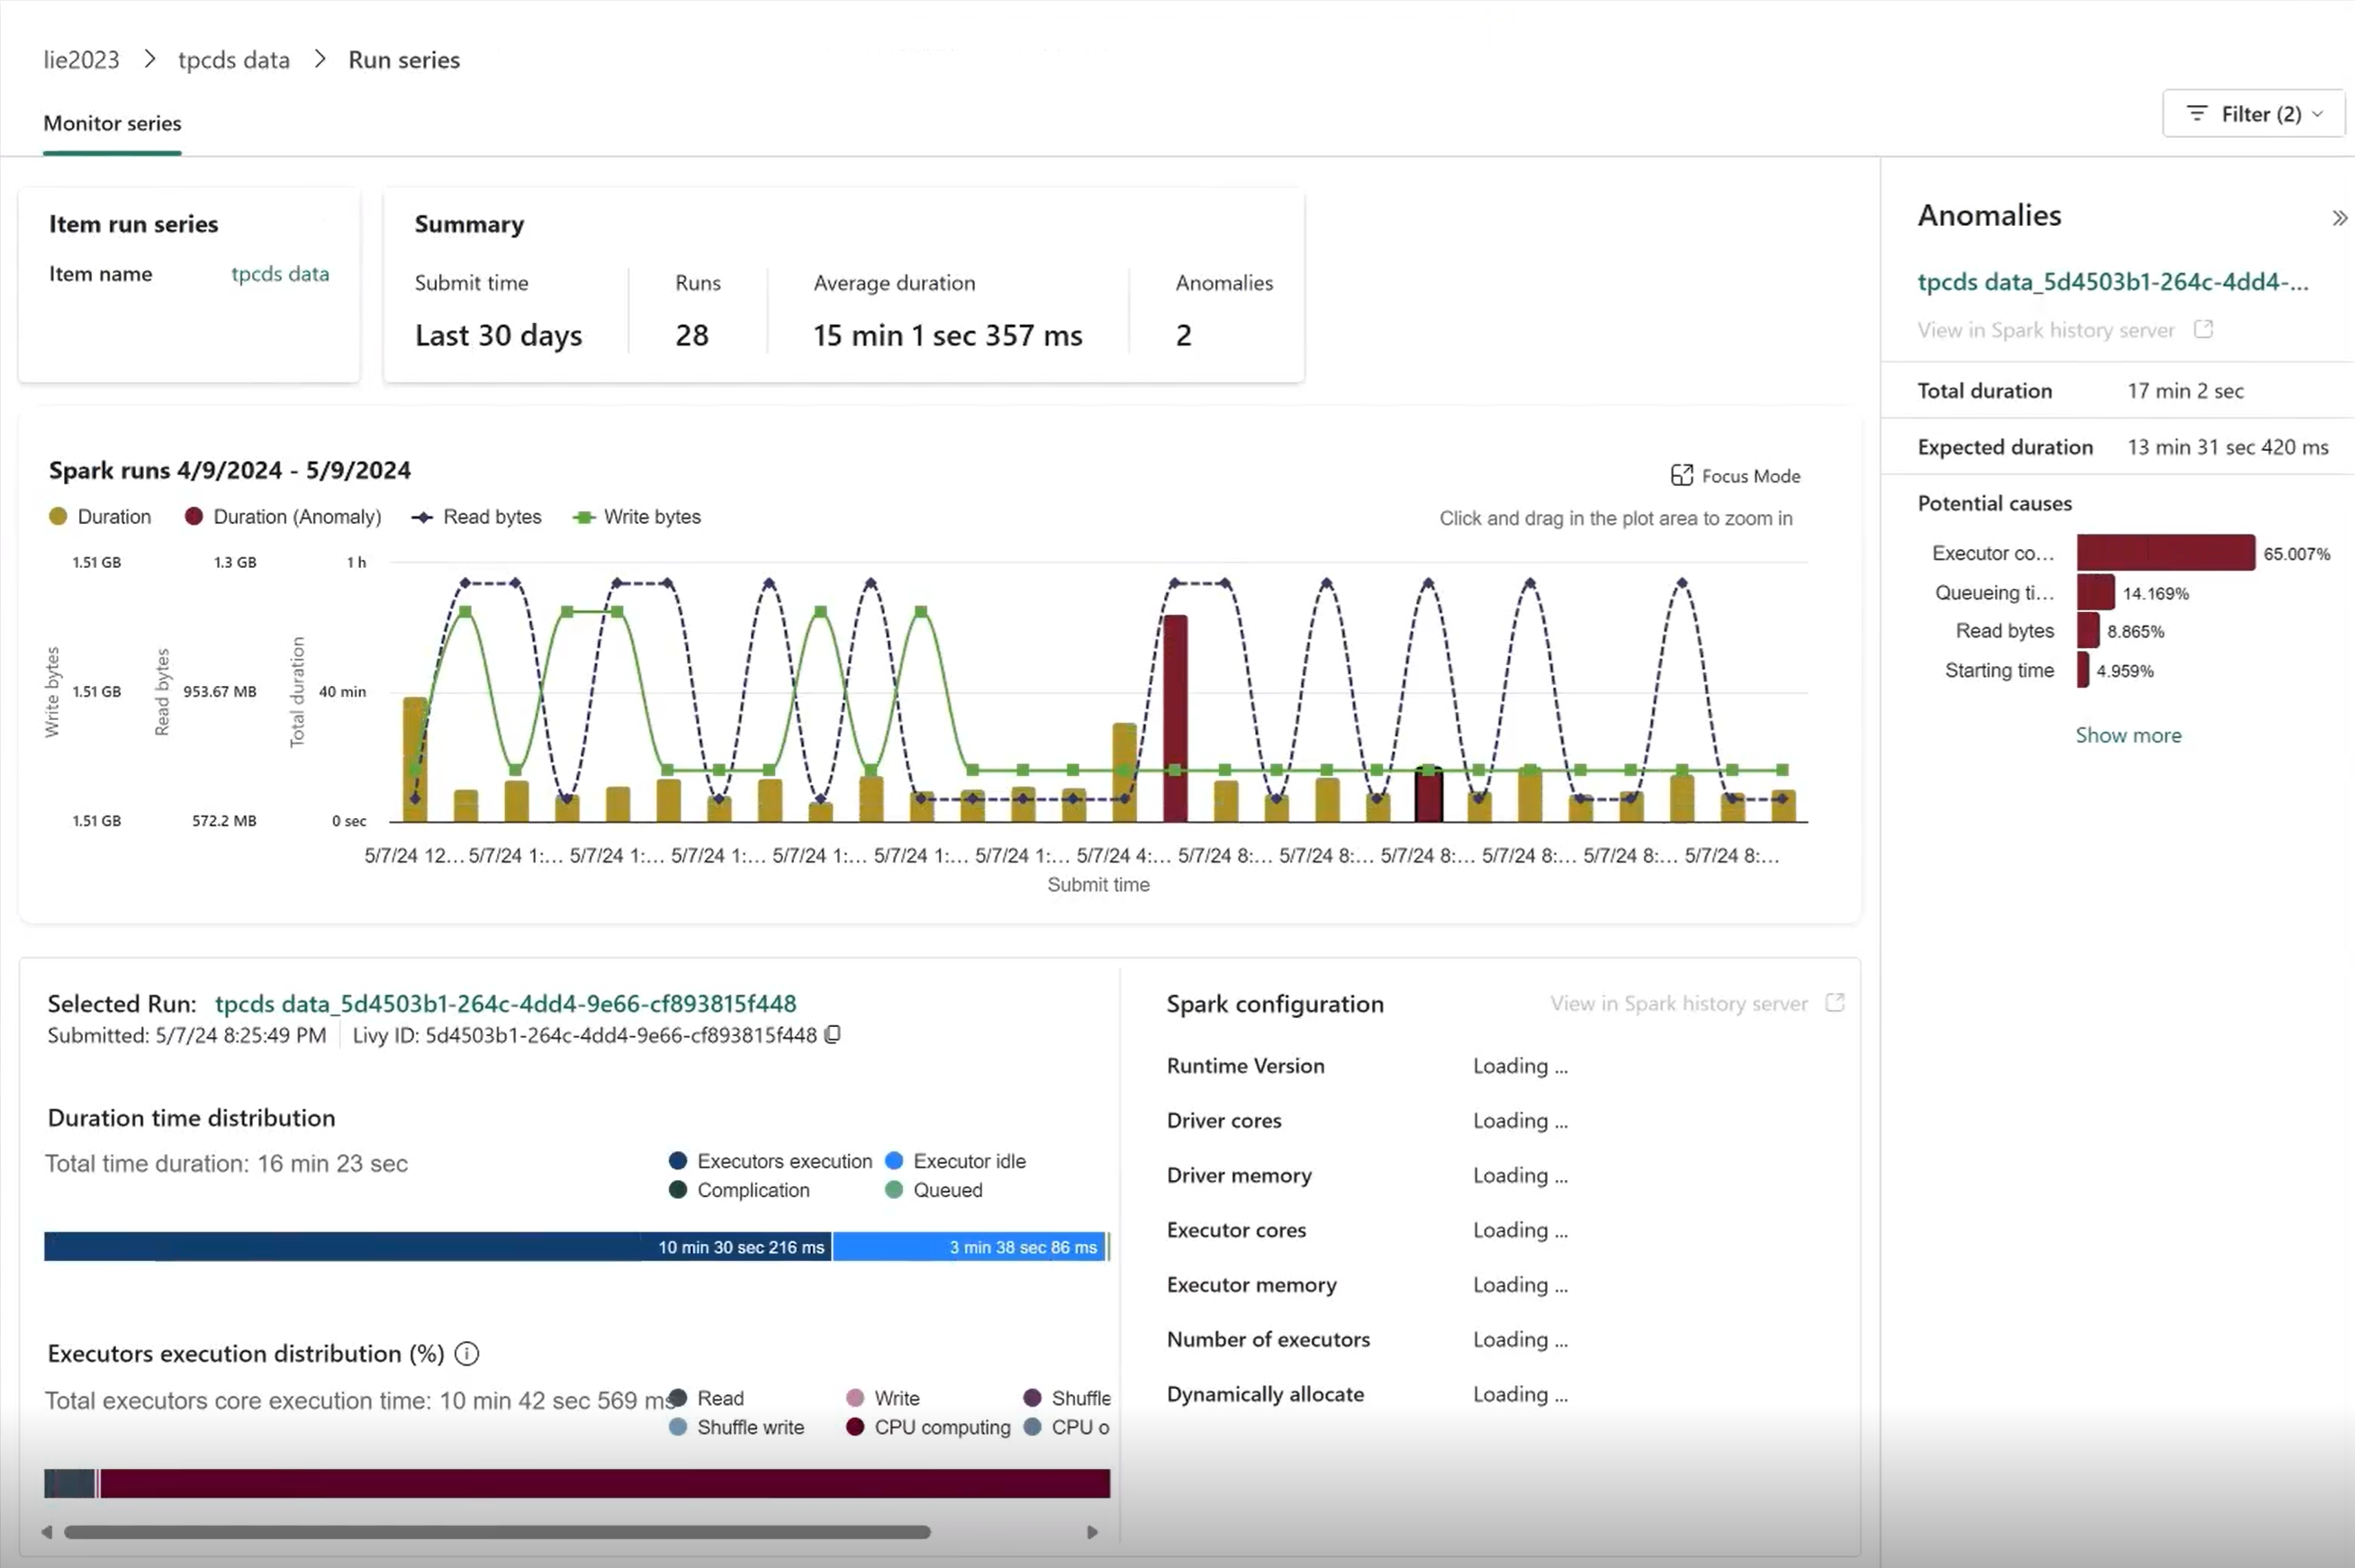 lie2023 > tpcds data > Run series
Monitor series
Filter (2)
Item run series
Item name tpcds data
Summary
Submit time Runs Average duration Anomalies
Last 30 days 28 15 min 1 sec 357 ms 2
Spark runs 4/9/2024 - 5/9/2024
Focus Mode
Duration Duration (Anomaly) Read bytes Write bytes
Click and drag in the plot area to zoom in
Write bytes
1.51 GB
1.51 GB
1.51 GB
Read bytes
1.3 GB
953.67 MB
572.2 MB
Total duration
1 h
40 min
0 sec
5/7/24 12... 5/7/24 1:... 5/7/24 1:... 5/7/24 1:... 5/7/24 1:... 5/7/24 1:... 5/7/24 1:... 5/7/24 4:... 5/7/24 8:... 5/7/24 8:... 5/7/24 8:... 5/7/24 8:... 5/7/24 8:... 5/7/24 8:...
Submit time
Selected Run: tpcds data_5d4503b1-264c-4dd4-9e66-cf893815f448
Submitted: 5/7/24 8:25:49 PM Livy ID: 5d4503b1-264c-4dd4-9e66-cf893815f448
Duration time distribution
Total time duration: 16 min 23 sec
Executors execution Executor idle
Complication Queued
10 min 30 sec 216 ms 3 min 38 sec 86 ms
Executors execution distribution (%)
Total executors core execution time: 10 min 42 sec 569 ms
Read Write Shuffle
Shuffle write CPU computing CPU o
Spark configuration View in Spark history server
Runtime Version Loading ...
Driver cores Loading ...
Driver memory Loading ...
Executor cores Loading ...
Executor memory Loading ...
Number of executors Loading ...
Dynamically allocate Loading ...
Anomalies
tpcds data_5d4503b1-264c-4dd4-...
View in Spark history server
Total duration 17 min 2 sec
Expected duration 13 min 31 sec 420 ms
Potential causes
Executor co... 65.007%
Queueing ti... 14.169%
Read bytes 8.865%
Starting time 4.959%
Show more